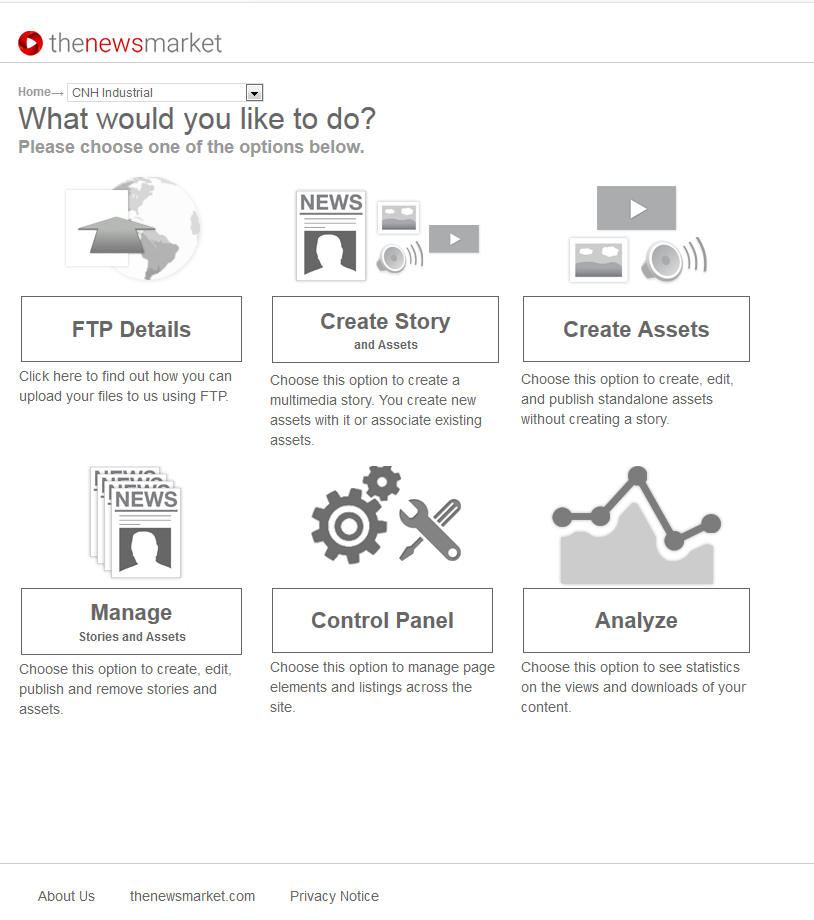 thenewsmarket
Home→ CNH Industrial
What would you like to do?
Please choose one of the options below.
NEWS
FTP Details
Click here to find out how you can
upload your files to us using FTP.
Create Story
and Assets
Choose this option to create a
multimedia story. You create new
assets with it or associate existing
assets.
Create Assets
Choose this option to create, edit,
and publish standalone assets
without creating a story.
NEWS
NEWS
NEWS
NEWS
Manage
Stories and Assets
Choose this option to create, edit,
publish and remove stories and
assets.
Control Panel
Choose this option to manage page
elements and listings across the
site.
Analyze
Choose this option to see statistics
on the views and downloads of your
content.
About Us thenewsmarket.com Privacy Notice